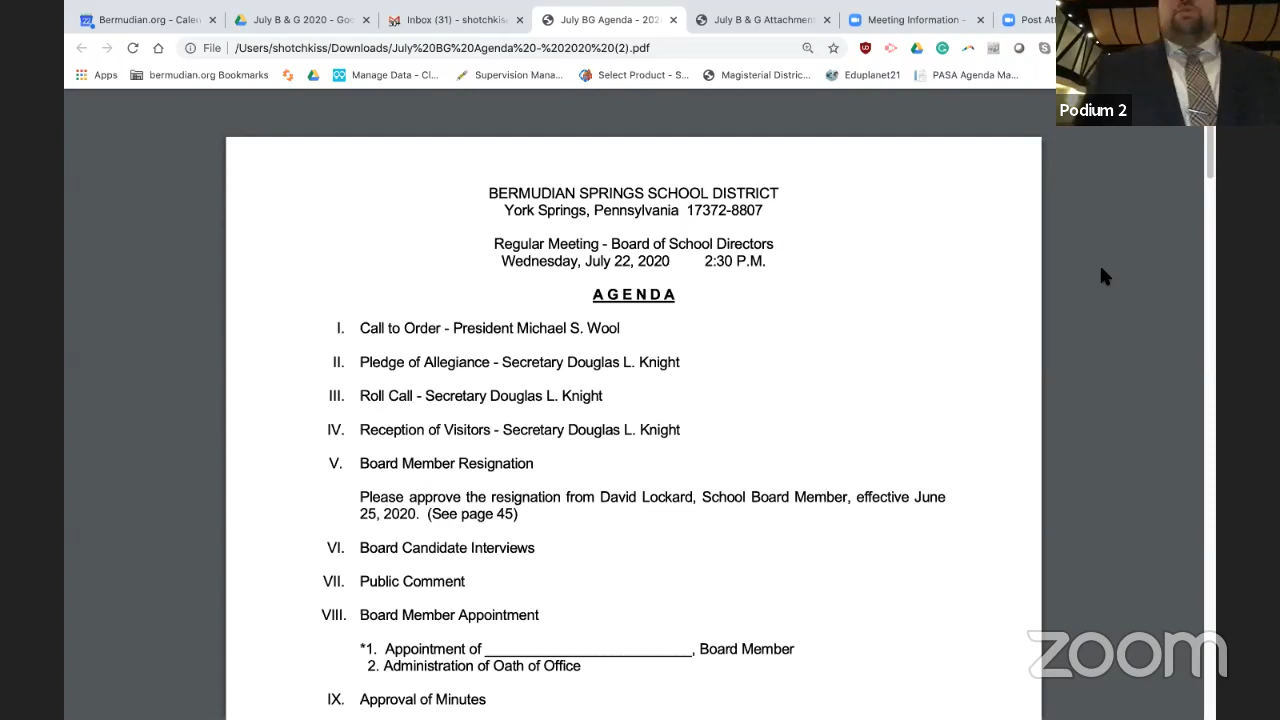 Bermudian.org - Cale
July B & G 2020 - Goo
Inbox (31) - shotchkiss
July BG Agenda - 202
July B & G Attachment
Meeting Information -
Post At
File
/Users/shotchkiss/Downloads/July%20BG%20Agenda%20-%202020%20(2).pdf
Apps
bermudian.org Bookmarks
Manage Data - Cl...
Supervision Mana...
Select Product - S...
Magisterial Distric...
Eduplanet21
PASA Agenda Ma...
Podium 2
BERMUDIAN SPRINGS SCHOOL DISTRICT
York Springs, Pennsylvania 17372-8807
Regular Meeting - Board of School Directors
Wednesday, July 22, 2020 2:30 P.M.
AGENDA
I. Call to Order - President Michael S. Wool
II. Pledge of Allegiance - Secretary Douglas L. Knight
III. Roll Call - Secretary Douglas L. Knight
IV. Reception of Visitors - Secretary Douglas L. Knight
V. Board Member Resignation
Please approve the resignation from David Lockard, School Board Member, effective June
25, 2020. (See page 45)
VI. Board Candidate Interviews
VII. Public Comment
VIII. Board Member Appointment
*1. Appointment of _________________________, Board Member
2. Administration of Oath of Office
IX. Approval of Minutes
zoom